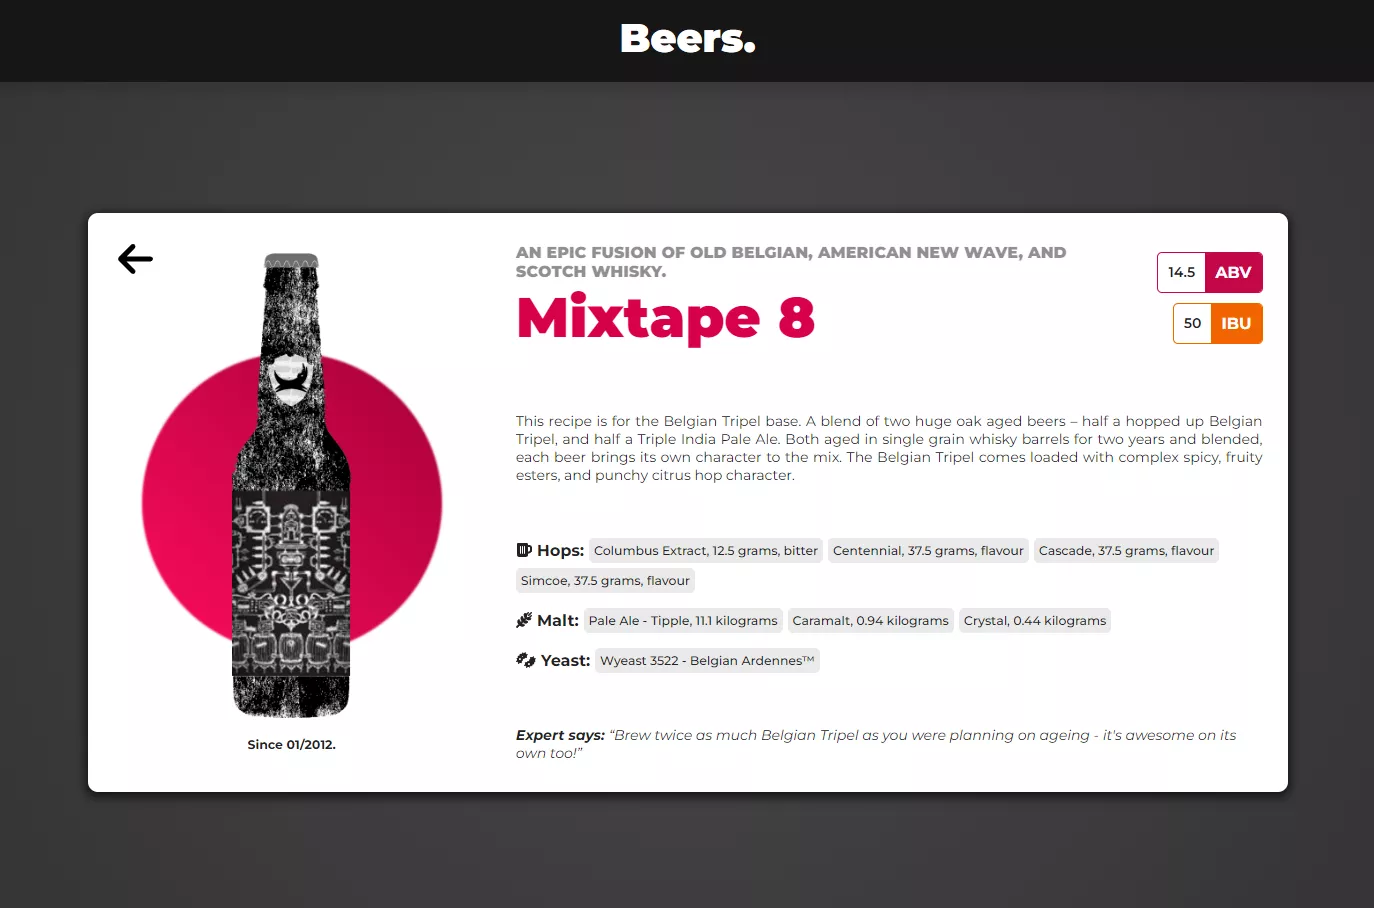 Beers.
AN EPIC FUSION OF OLD BELGIAN, AMERICAN NEW WAVE, AND
SCOTCH WHISKY.
Mixtape 8
14.5 ABV
50 IBU
This recipe is for the Belgian Tripel base. A blend of two huge oak aged beers – half a hopped up Belgian
Tripel, and half a Triple India Pale Ale. Both aged in single grain whisky barrels for two years and blended,
each beer brings its own character to the mix. The Belgian Tripel comes loaded with complex spicy, fruity
esters, and punchy citrus hop character.
Hops: Columbus Extract, 12.5 grams, bitter Centennial, 37.5 grams, flavour Cascade, 37.5 grams, flavour
Simcoe, 37.5 grams, flavour
Malt: Pale Ale - Tipple, 11.1 kilograms Caramalt, 0.94 kilograms Crystal, 0.44 kilograms
Yeast: Wyeast 3522 - Belgian Ardennes™
Expert says: “Brew twice as much Belgian Tripel as you were planning on ageing - it's awesome on its
own too!”
Since 01/2012.